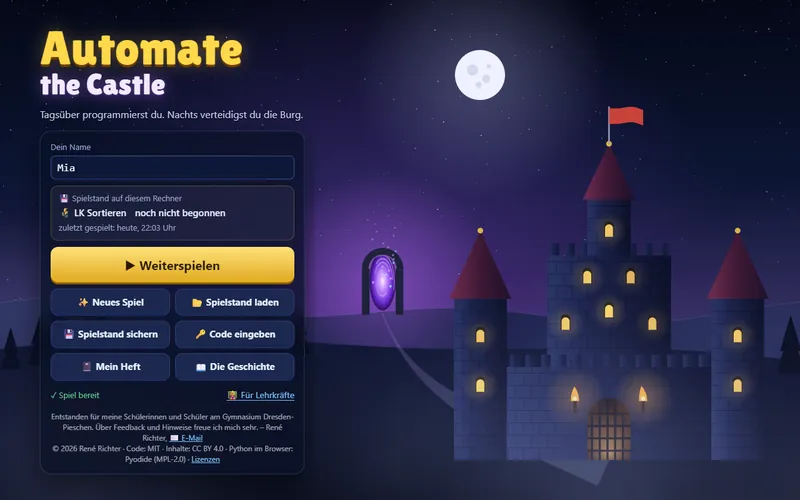 Automate
the Castle
Tagsüber programmierst du. Nachts verteidigst du die Burg.
Dein Name
Mia
Spielstand auf diesem Rechner
LK Sortieren noch nicht begonnen
zuletzt gespielt: heute, 22:03 Uhr
▶ Weiterspielen
Neues Spiel
Spielstand laden
Spielstand sichern
Code eingeben
Mein Heft
Die Geschichte
✓ Spiel bereit
Für Lehrkräfte
Entstanden für meine Schülerinnen und Schüler am Gymnasium Dresden-
Pieschen. Über Feedback und Hinweise freue ich mich sehr. – René
Richter, E-Mail
© 2026 René Richter · Code: MIT · Inhalte: CC BY 4.0 · Python im Browser:
Pyodide (MPL-2.0) · Lizenzen